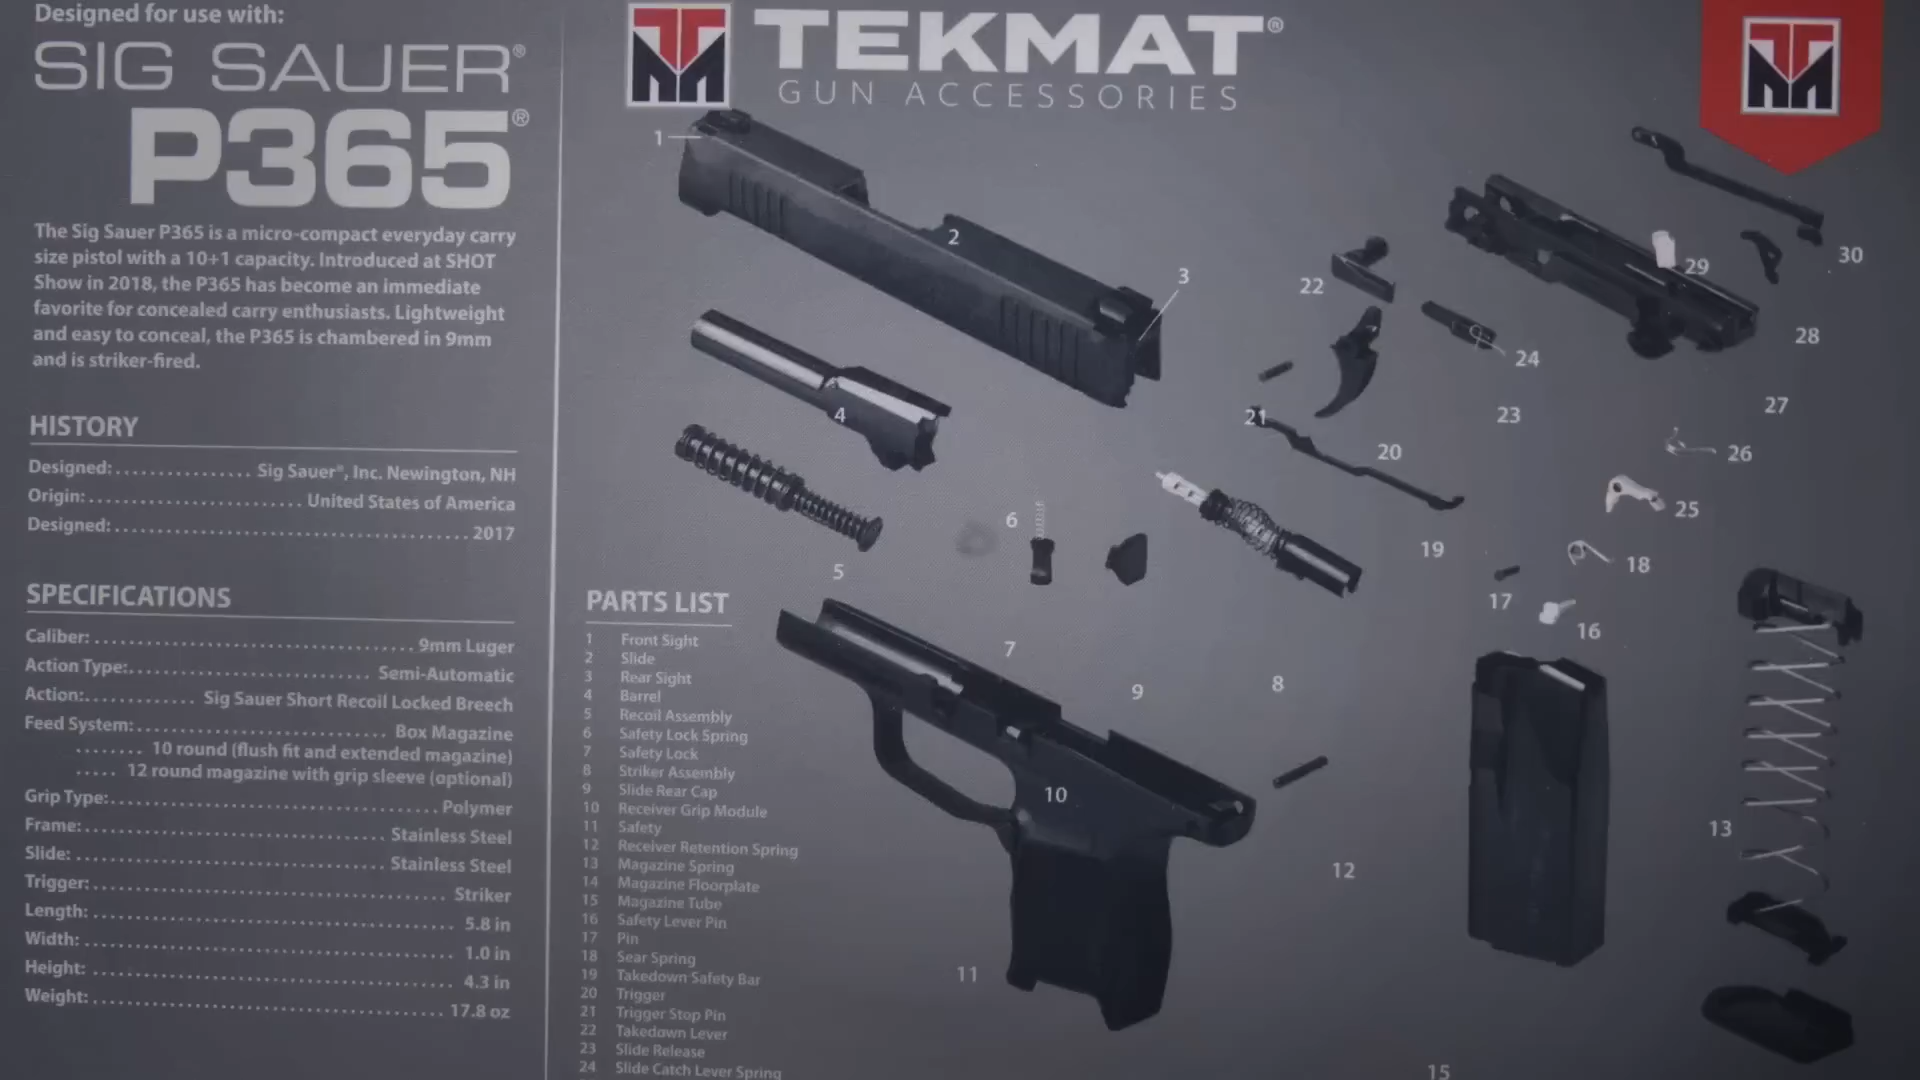 Designed for use with:
SIG SAUER®
P365®
The Sig Sauer P365 is a micro-compact everyday carry
size pistol with a 10+1 capacity. Introduced at SHOT
Show in 2018, the P365 has become an immediate
favorite for concealed carry enthusiasts. Lightweight
and easy to conceal, the P365 is chambered in 9mm
and is striker-fired.
HISTORY
Designed: Sig Sauer®, Inc. Newington, NH
Origin: United States of America
Designed: 2017
SPECIFICATIONS
Caliber: 9mm Luger
Action Type: Semi-Automatic
Action: Sig Sauer Short Recoil Locked Breech
Feed System: Box Magazine
10 round (flush fit and extended magazine)
12 round magazine with grip sleeve (optional)
Grip Type: Polymer
Frame: Stainless Steel
Slide: Stainless Steel
Trigger: Striker
Length: 5.8 in
Width: 1.0 in
Height: 4.3 in
Weight: 17.8 oz
TEKMAT®
GUN ACCESSORIES
1
2
3
4
5
6
7
8
9
10
11
12
13
15
16
17
18
19
20
21
22
23
24
25
26
27
28
29
30
PARTS LIST
1 Front Sight
2 Slide
3 Rear Sight
4 Barrel
5 Recoil Assembly
6 Safety Lock Spring
7 Safety Lock
8 Striker Assembly
9 Slide Rear Cap
10 Receiver Grip Module
11 Safety
12 Receiver Retention Spring
13 Magazine Spring
14 Magazine Floorplate
15 Magazine Tube
16 Safety Lever Pin
17 Pin
18 Sear Spring
19 Takedown Safety Bar
20 Trigger
21 Trigger Stop Pin
22 Takedown Lever
23 Slide Release
24 Slide Catch Lever Spring